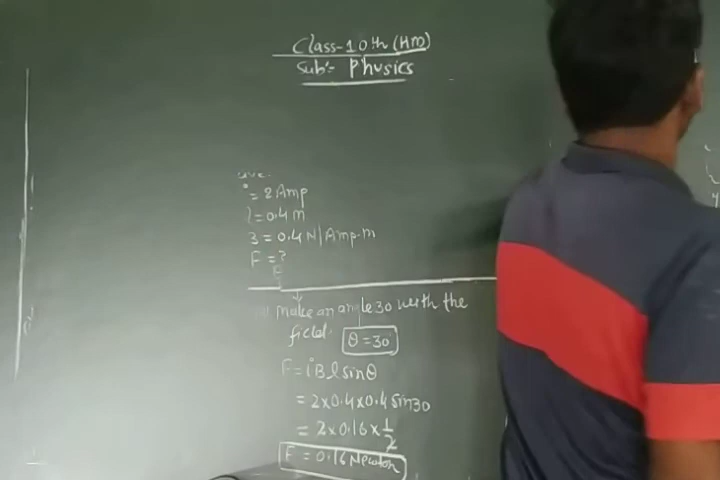 Class-10th (HM)
Sub:- Physics
i = 2 Amp
l = 0.4 m
= 0.4 N/Amp.m
F = ?
make an angle 30 with the
field. θ = 30
F = i B l sinθ
= 2×0.4×0.4 sin30
= 2×0.16×1/2
F = 0.16 Newton